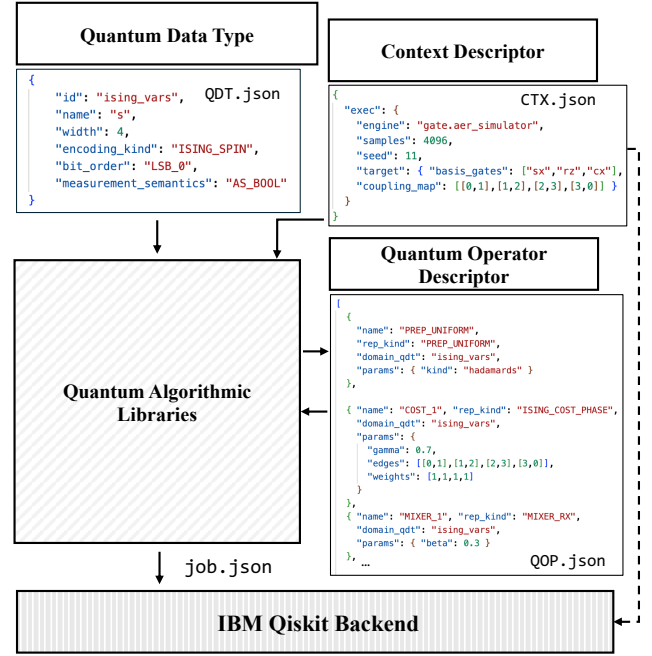 Quantum Data Type
{
"id": "ising_vars",
QDT.json
"name": "s",
"width": 4,
"encoding_kind": "ISING_SPIN",
"bit_order": "LSB_0",
"measurement_semantics": "AS_BOOL"
}
Context Descriptor
{
CTX.json
"exec": {
"engine": "gate.aer_simulator",
"samples": 4096,
"seed": 11,
"target": { "basis_gates": ["sx","rz","cx"],
"coupling_map": [[0,1],[1,2],[2,3],[3,0]] }
}
}
Quantum Algorithmic
Libraries
Quantum Operator
Descriptor
[
{
"name": "PREP_UNIFORM",
"rep_kind": "PREP_UNIFORM",
"domain_qdt": "ising_vars",
"params": { "kind": "hadamards" }
},
{ "name": "COST_1", "rep_kind": "ISING_COST_PHASE",
"domain_qdt": "ising_vars",
"params": {
"gamma": 0.7,
"edges": [[0,1],[1,2],[2,3],[3,0]],
"weights": [1,1,1,1]
}
},
{ "name": "MIXER_1", "rep_kind": "MIXER_RX",
"domain_qdt": "ising_vars",
"params": { "beta": 0.3 }
}, …
QOP.json
job.json
IBM Qiskit Backend